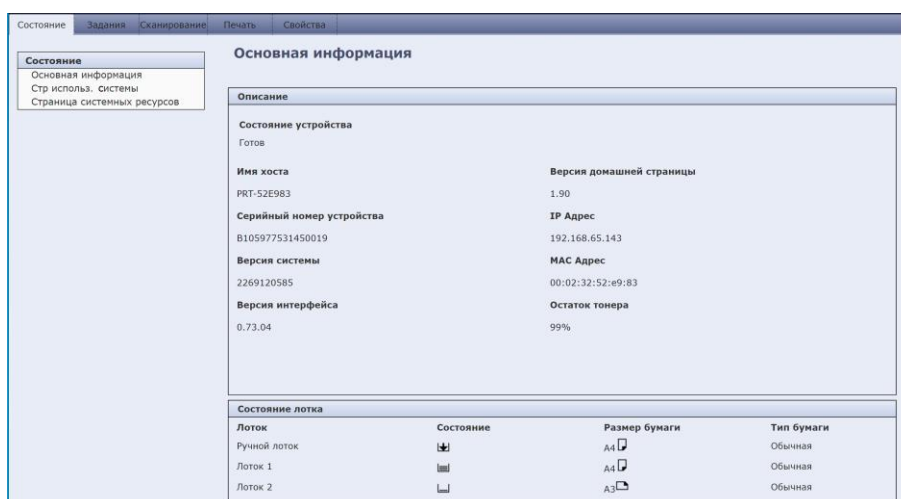 Состояние Задания Сканирование Печать Свойства
Состояние
Основная информация
Стр использ. системы
Страница системных ресурсов
Основная информация
Описание
Состояние устройства
Готов
Имя хоста Версия домашней страницы
PRT-52E983 1.90
Серийный номер устройства IP Адрес
B105977531450019 192.168.65.143
Версия системы MAC Адрес
2269120585 00:02:32:52:e9:83
Версия интерфейса Остаток тонера
0.73.04 99%
Состояние лотка
Лоток Состояние Размер бумаги Тип бумаги
Ручной лоток A4 Обычная
Лоток 1 A4 Обычная
Лоток 2 A3 Обычная